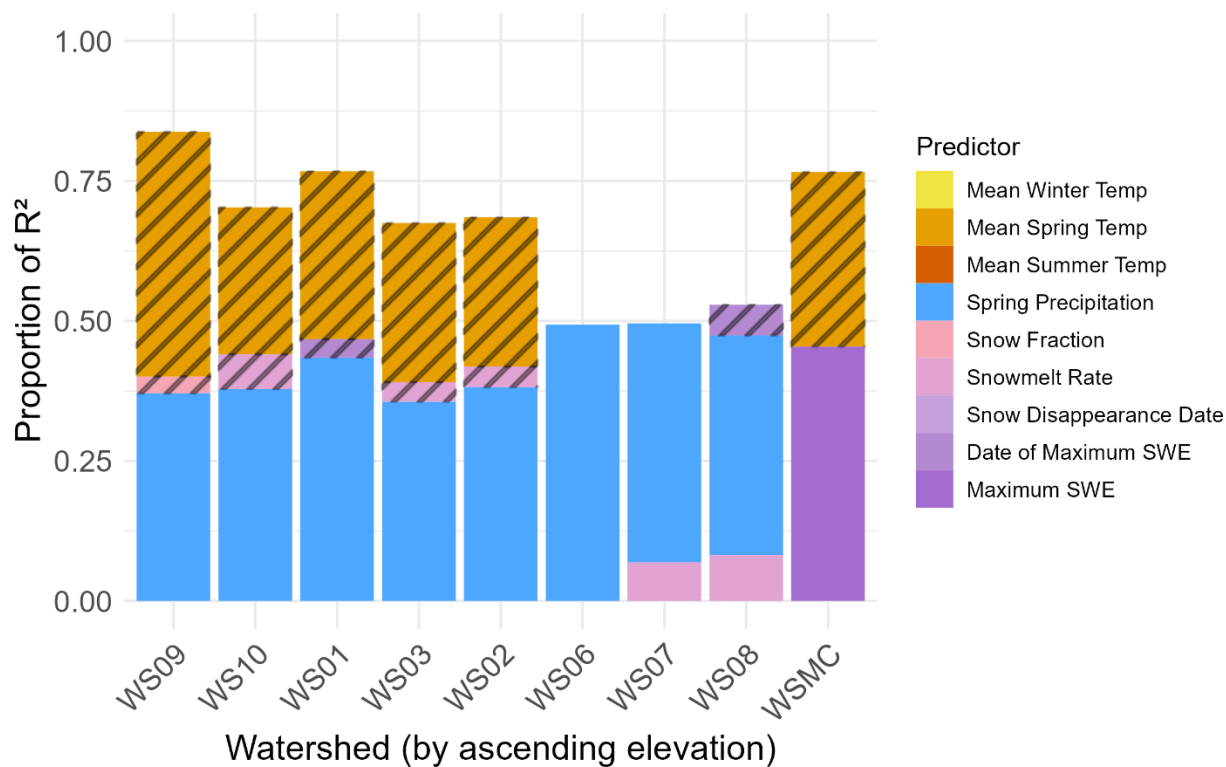 1.00
0.75
0.50
0.25
0.00
Proportion of R²
WS09
WS10
WS01
WS03
WS02
WS06
WS07
WS08
WSMC
Watershed (by ascending elevation)
Predictor
Mean Winter Temp
Mean Spring Temp
Mean Summer Temp
Spring Precipitation
Snow Fraction
Snowmelt Rate
Snow Disappearance Date
Date of Maximum SWE
Maximum SWE